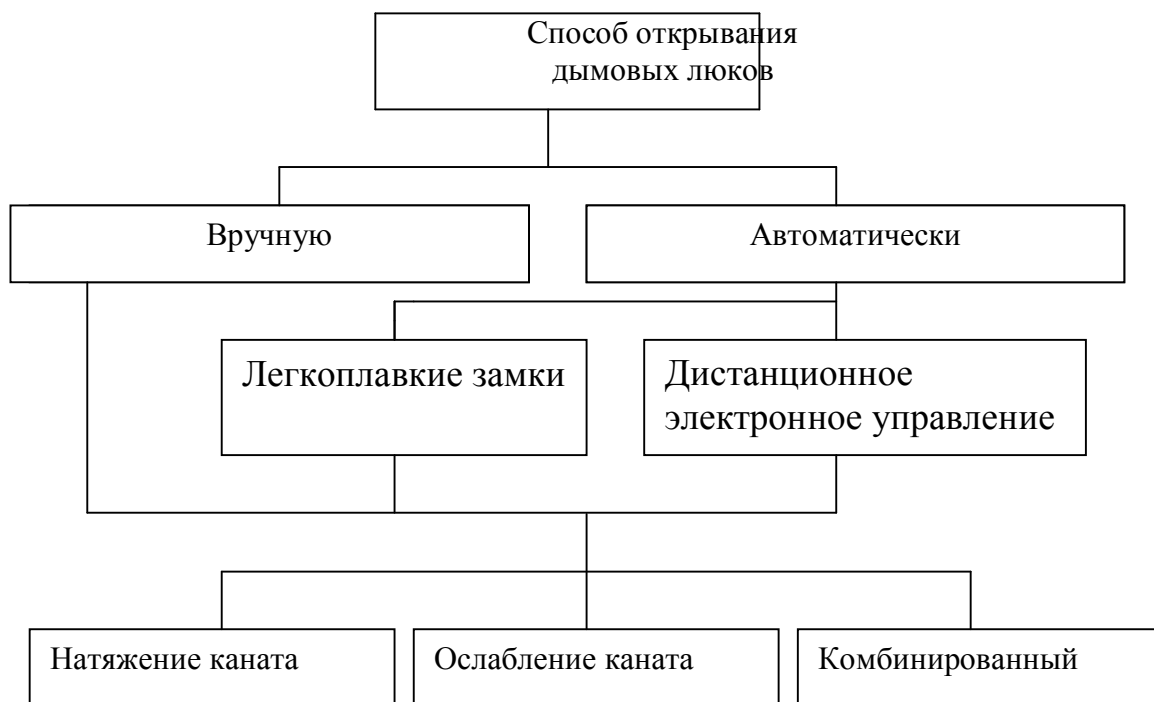 Способ открывания
дымовых люков
Вручную
Автоматически
Легкоплавкие замки
Дистанционное
электронное управление
Натяжение каната
Ослабление каната
Комбинированный